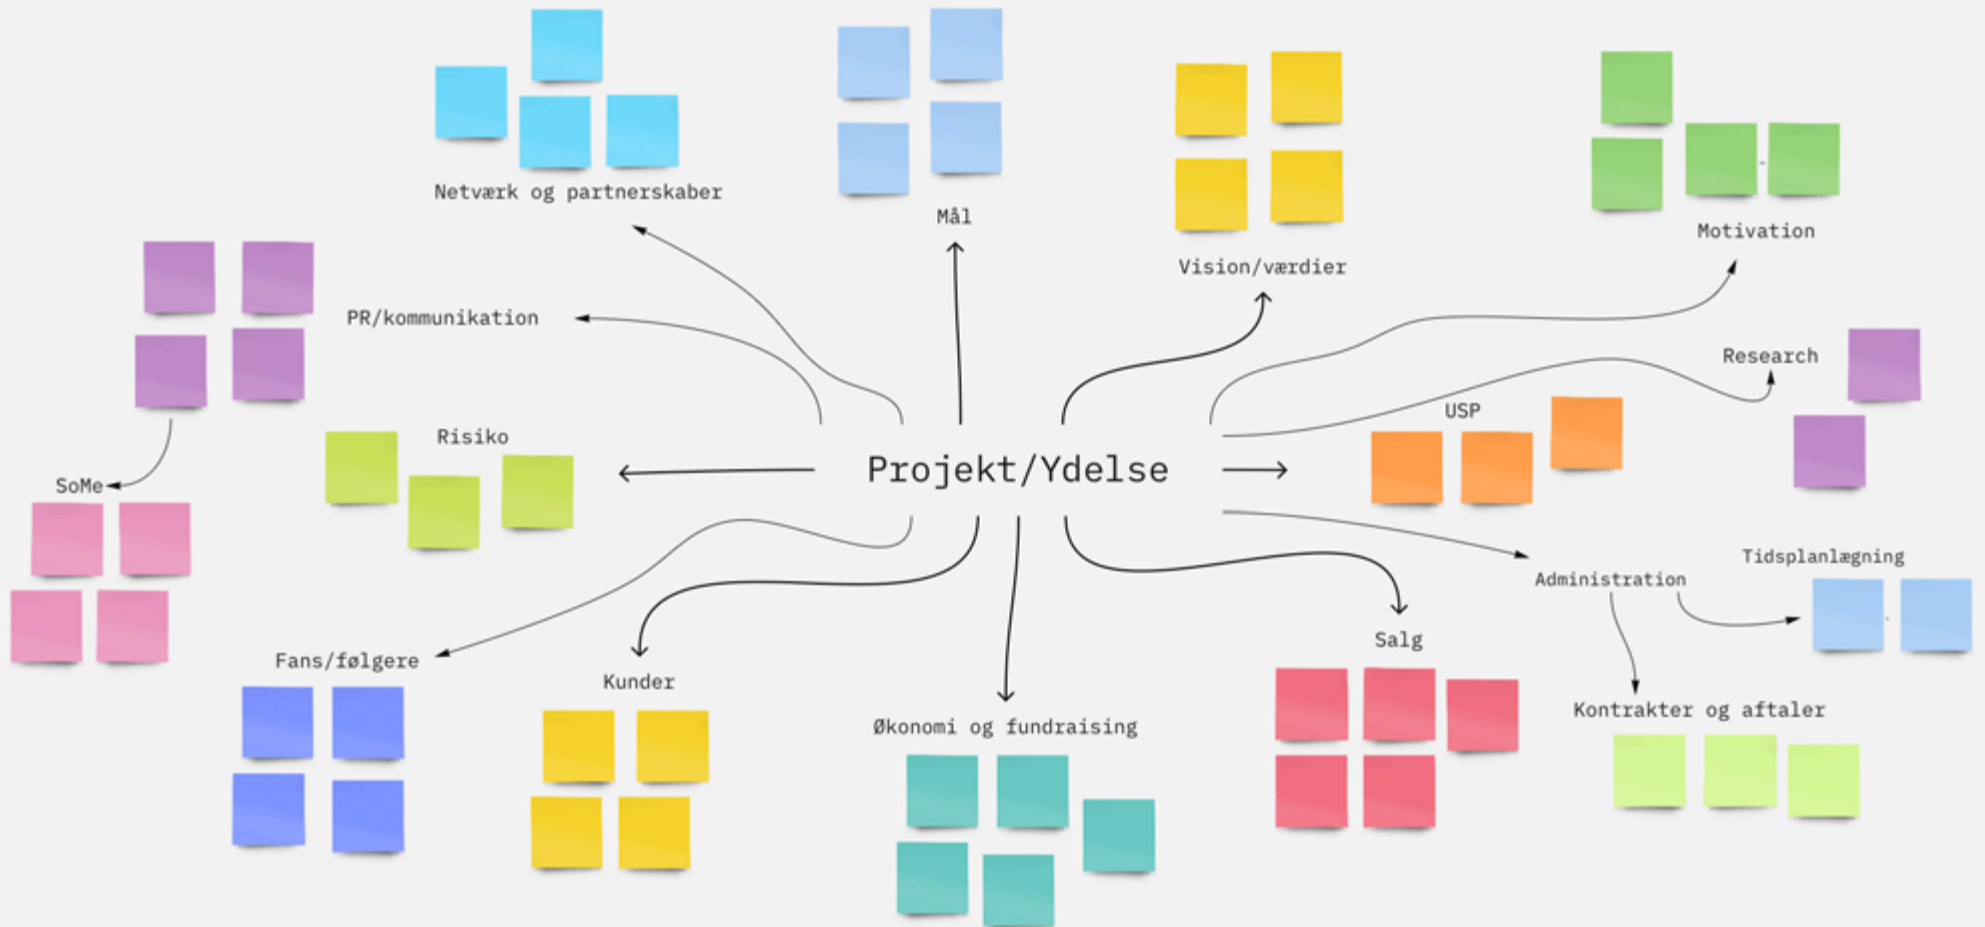 Netværk og partnerskaber
Mål
Vision/værdier
Motivation
PR/kommunikation
Research
USP
Risiko
Projekt/Ydelse
SoMe
Tidsplanlægning
Administration
Salg
Fans/følgere
Kunder
Kontrakter og aftaler
Økonomi og fundraising